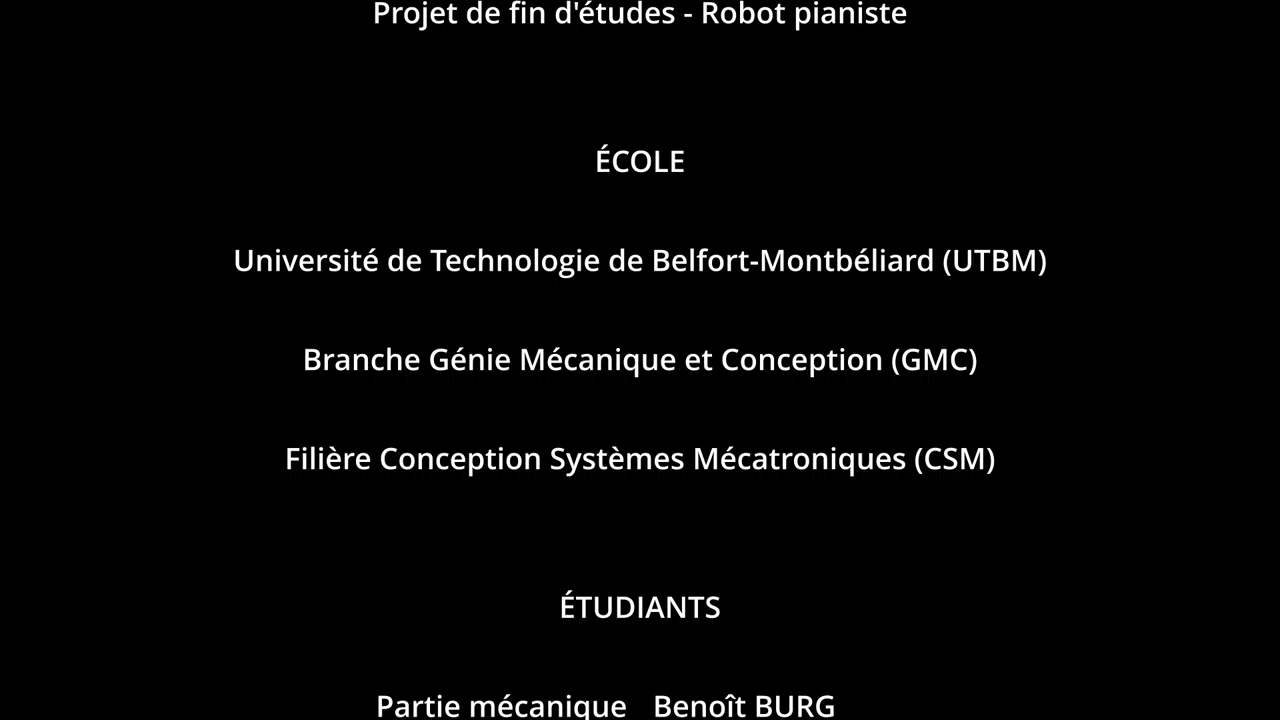 Projet de fin d'études - Robot pianiste
ÉCOLE
Université de Technologie de Belfort-Montbéliard (UTBM)
Branche Génie Mécanique et Conception (GMC)
Filière Conception Systèmes Mécatroniques (CSM)
ÉTUDIANTS
Partie mécanique Benoît BURG